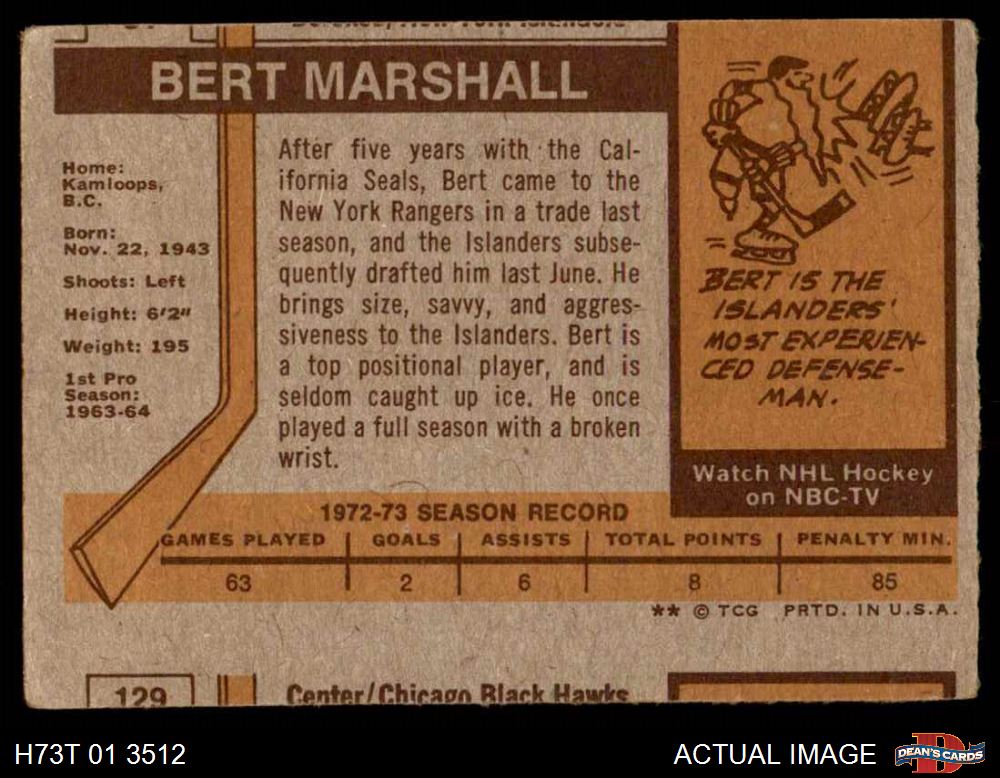 BERT MARSHALL
Home:
Kamloops,
B.C.
Born:
Nov. 22, 1943
Shoots: Left
Height: 6'2"
Weight: 195
1st Pro
Season:
1963-64
After five years with the Cal-
ifornia Seals, Bert came to the
New York Rangers in a trade last
season, and the Islanders subse-
quently drafted him last June. He
brings size, savvy, and aggres-
siveness to the Islanders. Bert is
a top positional player, and is
seldom caught up ice. He once
played a full season with a broken
wrist.
BERT IS THE
ISLANDERS'
MOST EXPERIEN-
CED DEFENSE-
MAN.
Watch NHL Hockey
on NBC-TV
1972-73 SEASON RECORD
GAMES PLAYED GOALS ASSISTS TOTAL POINTS PENALTY MIN.
63 2 6 8 85
** © TCG PRTD. IN U.S.A.
129 Center/Chicago Black Hawks
H73T 01 3512 ACTUAL IMAGE DEAN'S CARDS